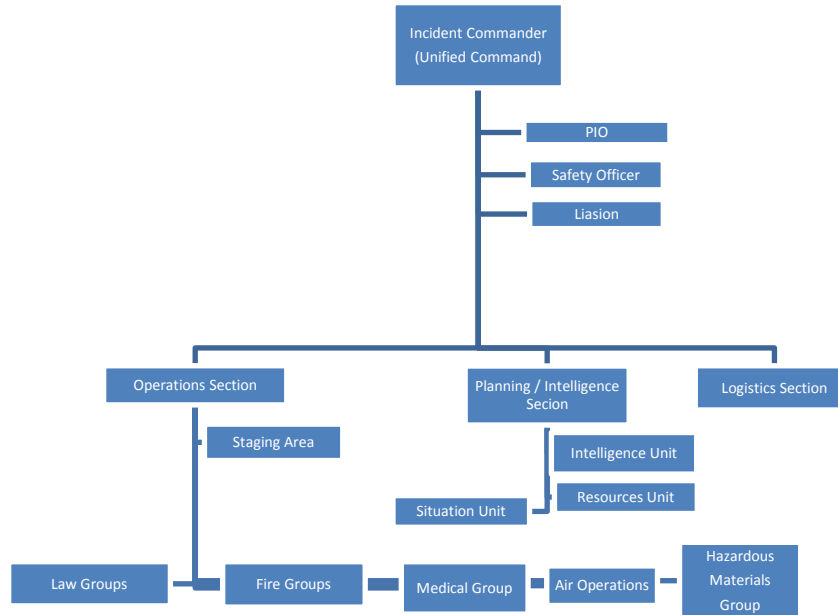 Incident Commander
(Unified Command)
PIO
Safety Officer
Liasion
Operations Section
Planning / Intelligence
Secion
Logistics Section
Staging Area
Intelligence Unit
Situation Unit
Resources Unit
Law Groups
Fire Groups
Medical Group
Air Operations
Hazardous
Materials
Group